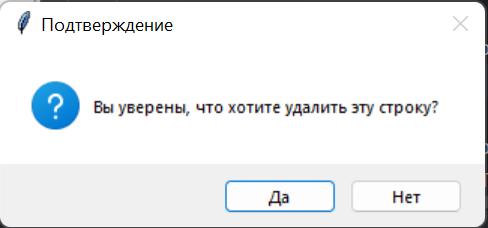 Подтверждение
Вы уверены, что хотите удалить эту строку?
Да
Нет